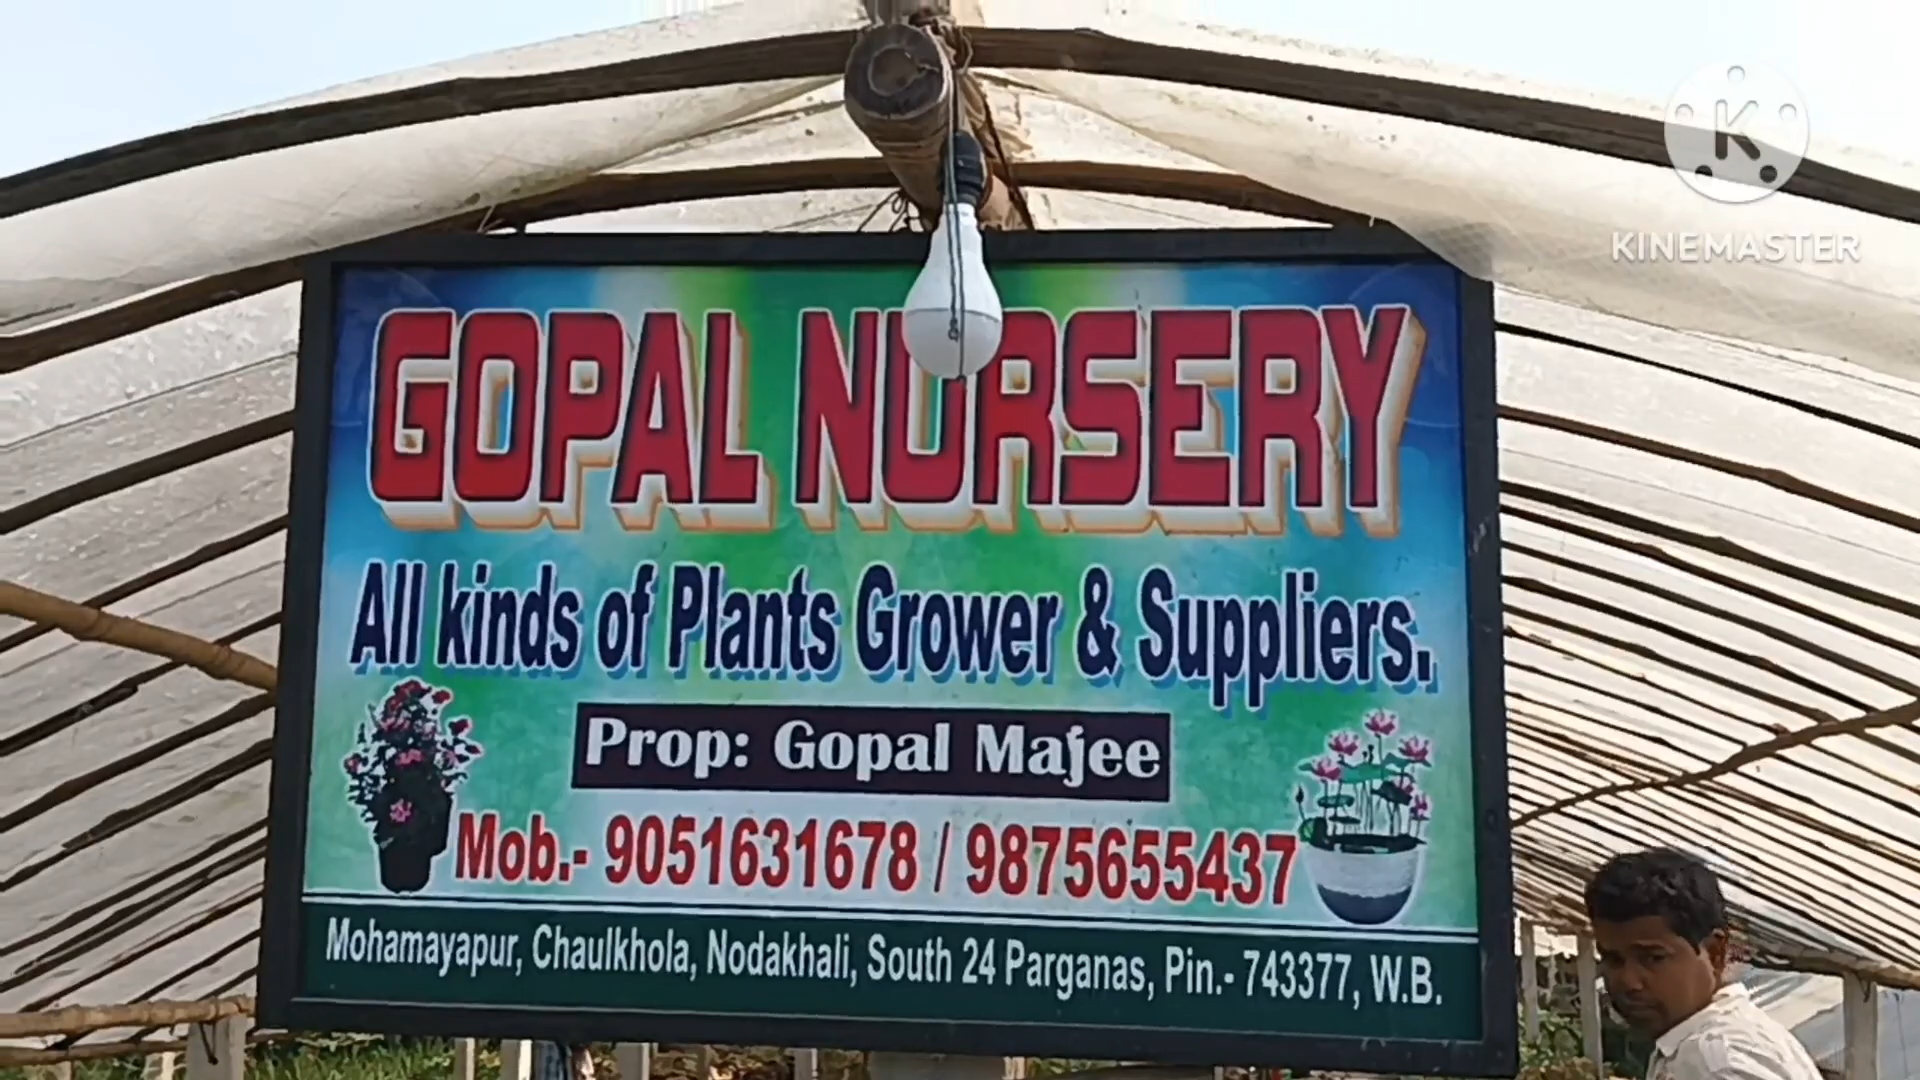 K
KINEMASTER
GOPAL NURSERY
All kinds of Plants Grower & Suppliers.
Prop: Gopal Majee
Mob.- 9051631678 / 9875655437
Mohamayapur, Chaulkhola, Nodakhali, South 24 Parganas, Pin.- 743377, W.B.